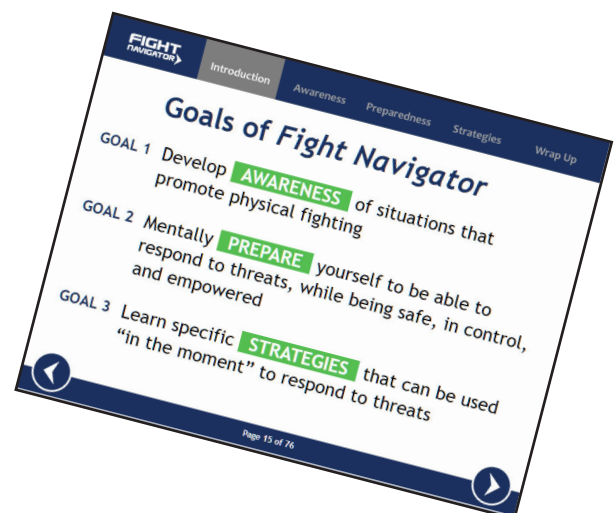 FIGHT
NAVIGATOR
Introduction
Awareness
Preparedness
Strategies
Wrap Up
Goals of Fight Navigator
GOAL 1 Develop AWARENESS of situations that
promote physical fighting
GOAL 2 Mentally PREPARE yourself to be able to
respond to threats, while being safe, in control,
and empowered
GOAL 3 Learn specific STRATEGIES that can be used
“in the moment” to respond to threats
Page 15 of 76